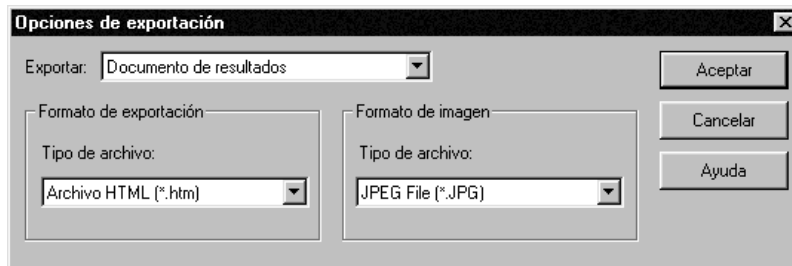 Opciones de exportación
Exportar: Documento de resultados
Aceptar
Formato de exportación
Formato de imagen
Cancelar
Tipo de archivo:
Tipo de archivo:
Ayuda
Archivo HTML (*.htm)
JPEG File (*.JPG)